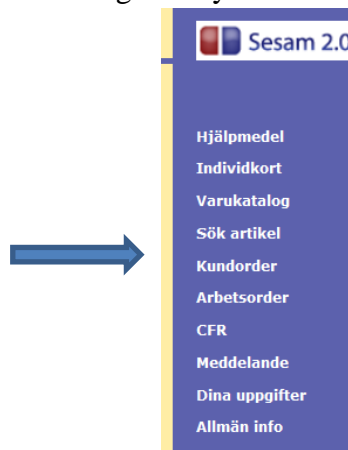 Sesam 2.0
Hjälpmedel
Individkort
Varukatalog
Sök artikel
Kundorder
Arbetsorder
CFR
Meddelande
Dina uppgifter
Allmän info